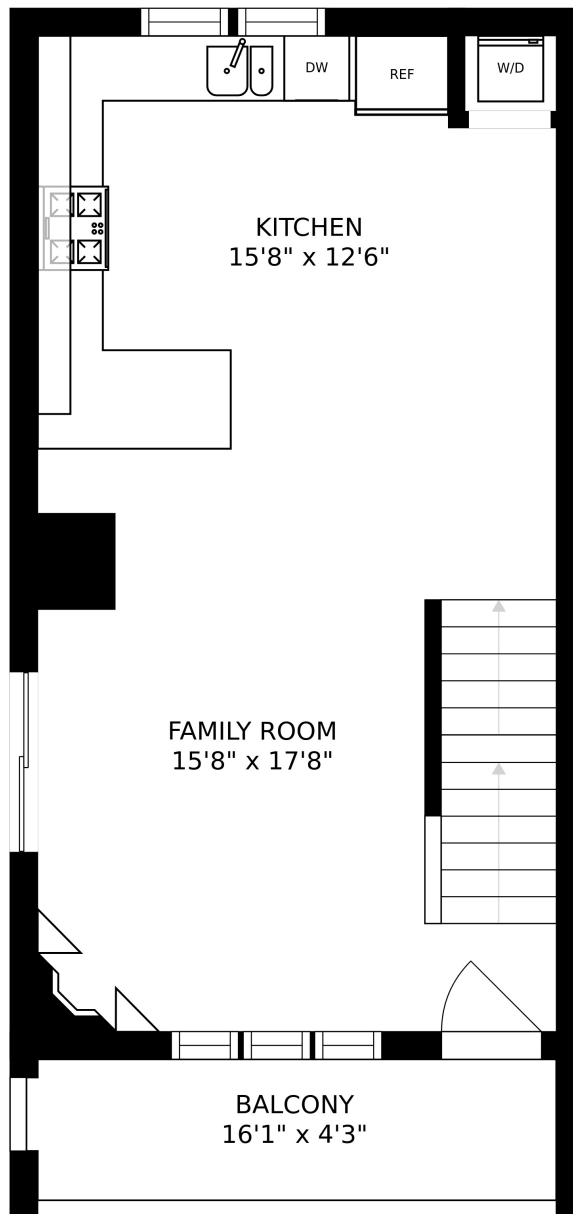 DW
REF
W/D
KITCHEN
15'8" x 12'6"
FAMILY ROOM
15'8" x 17'8"
BALCONY
16'1" x 4'3"